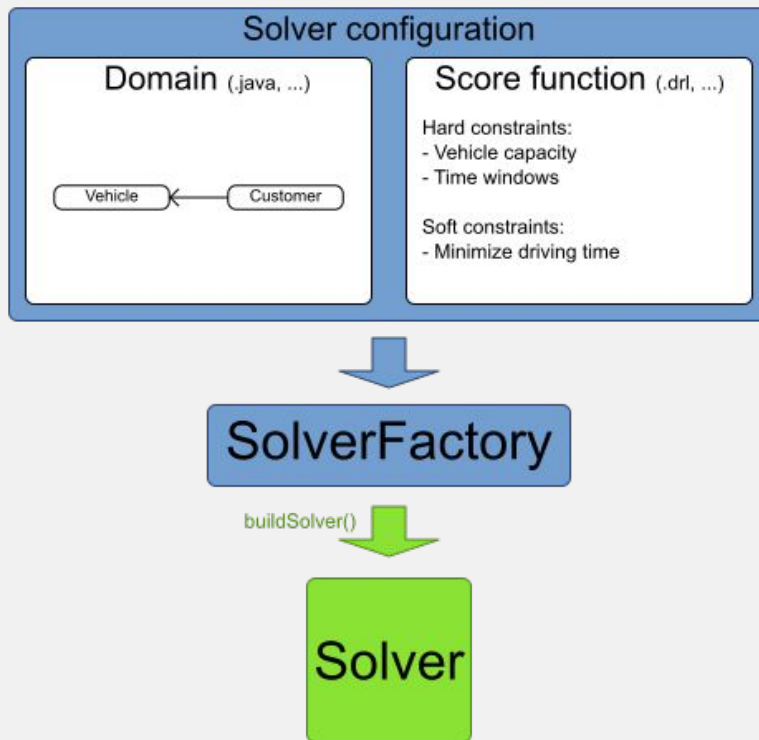 Solver configuration
Domain (.java, ...)
Vehicle
Customer
Score function (.drl, ...)
Hard constraints:
- Vehicle capacity
- Time windows
Soft constraints:
- Minimize driving time
SolverFactory
buildSolver()
Solver